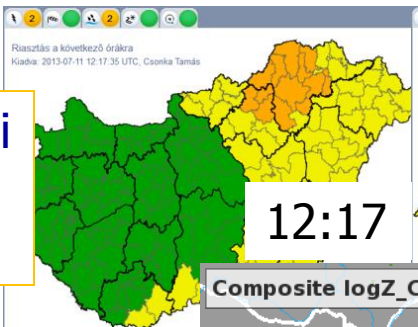 2
2
Riasztás a következő órákra
Kiadva: 2013-07-11 12:17:35 UTC, Csonka Tamás
i
12:17
Composite logZ_C